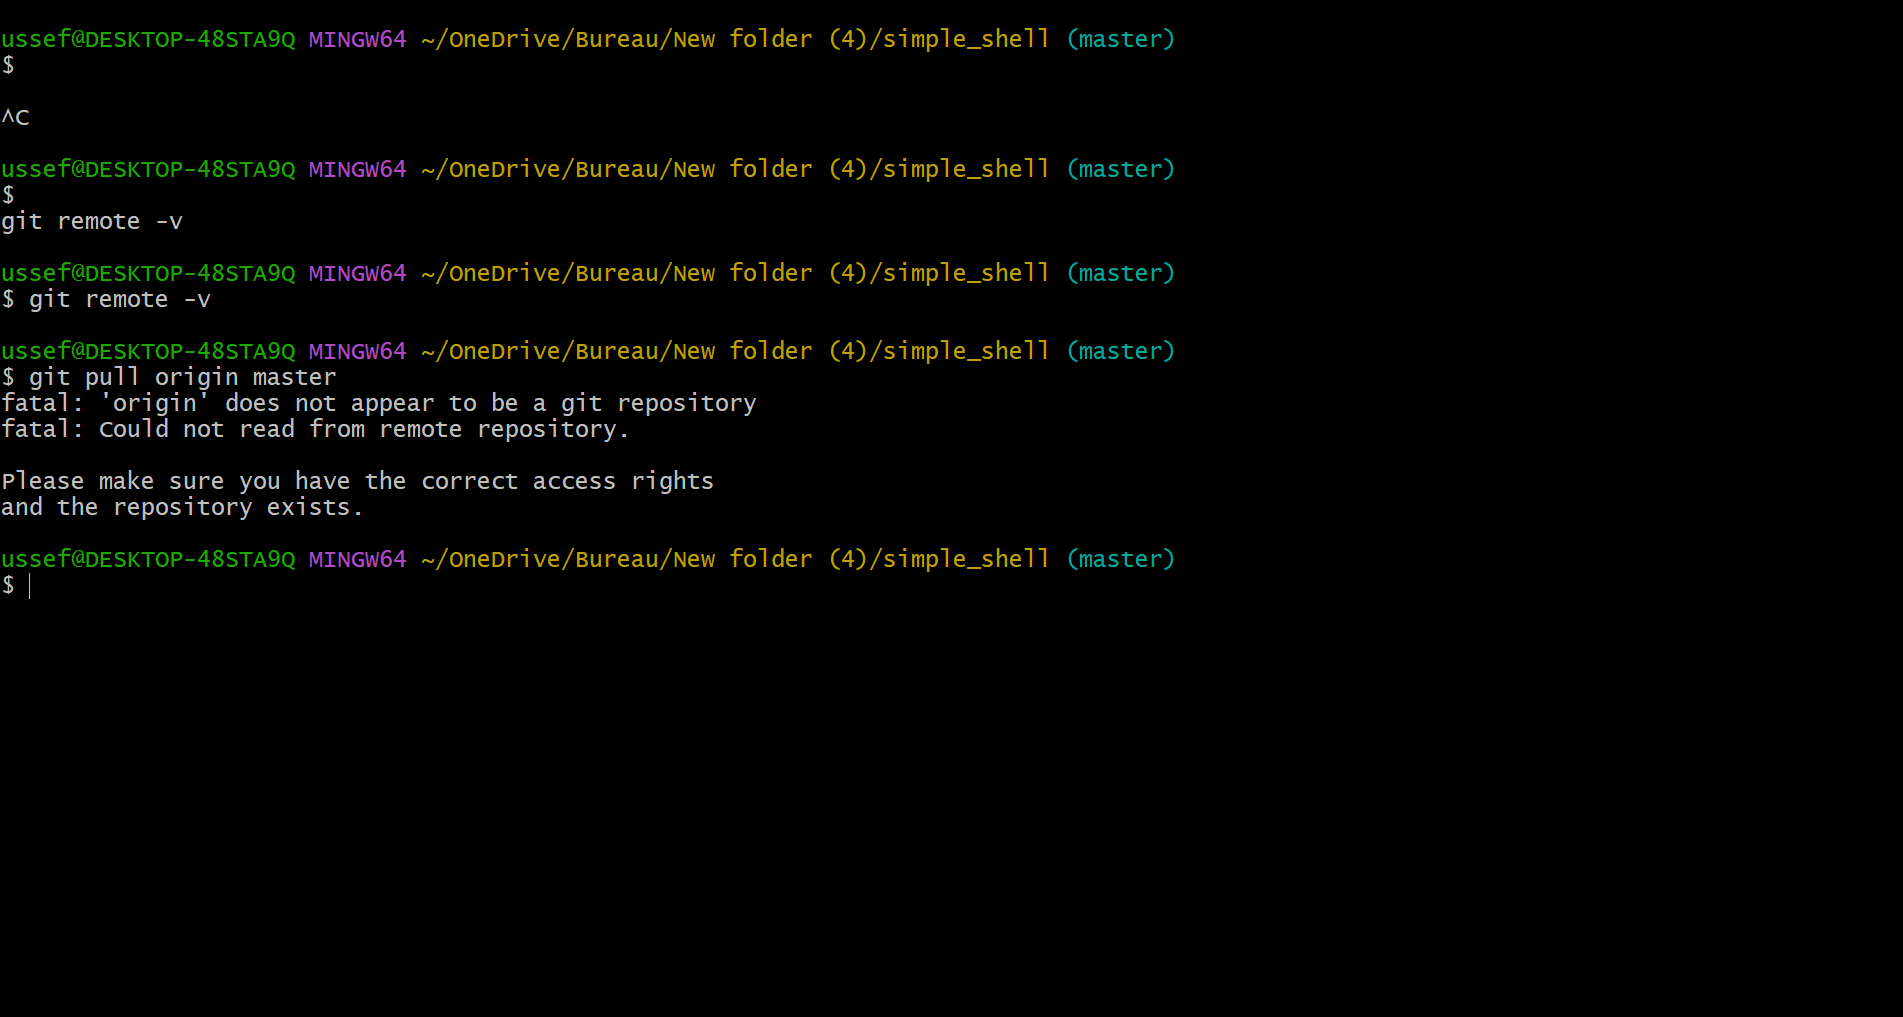 ussef@DESKTOP-48STA9Q MINGW64 ~/OneDrive/Bureau/New folder (4)/simple_shell (master)
$
^C
ussef@DESKTOP-48STA9Q MINGW64 ~/OneDrive/Bureau/New folder (4)/simple_shell (master)
$
git remote -v
ussef@DESKTOP-48STA9Q MINGW64 ~/OneDrive/Bureau/New folder (4)/simple_shell (master)
$ git remote -v
ussef@DESKTOP-48STA9Q MINGW64 ~/OneDrive/Bureau/New folder (4)/simple_shell (master)
$ git pull origin master
fatal: 'origin' does not appear to be a git repository
fatal: Could not read from remote repository.
Please make sure you have the correct access rights
and the repository exists.
ussef@DESKTOP-48STA9Q MINGW64 ~/OneDrive/Bureau/New folder (4)/simple_shell (master)
$